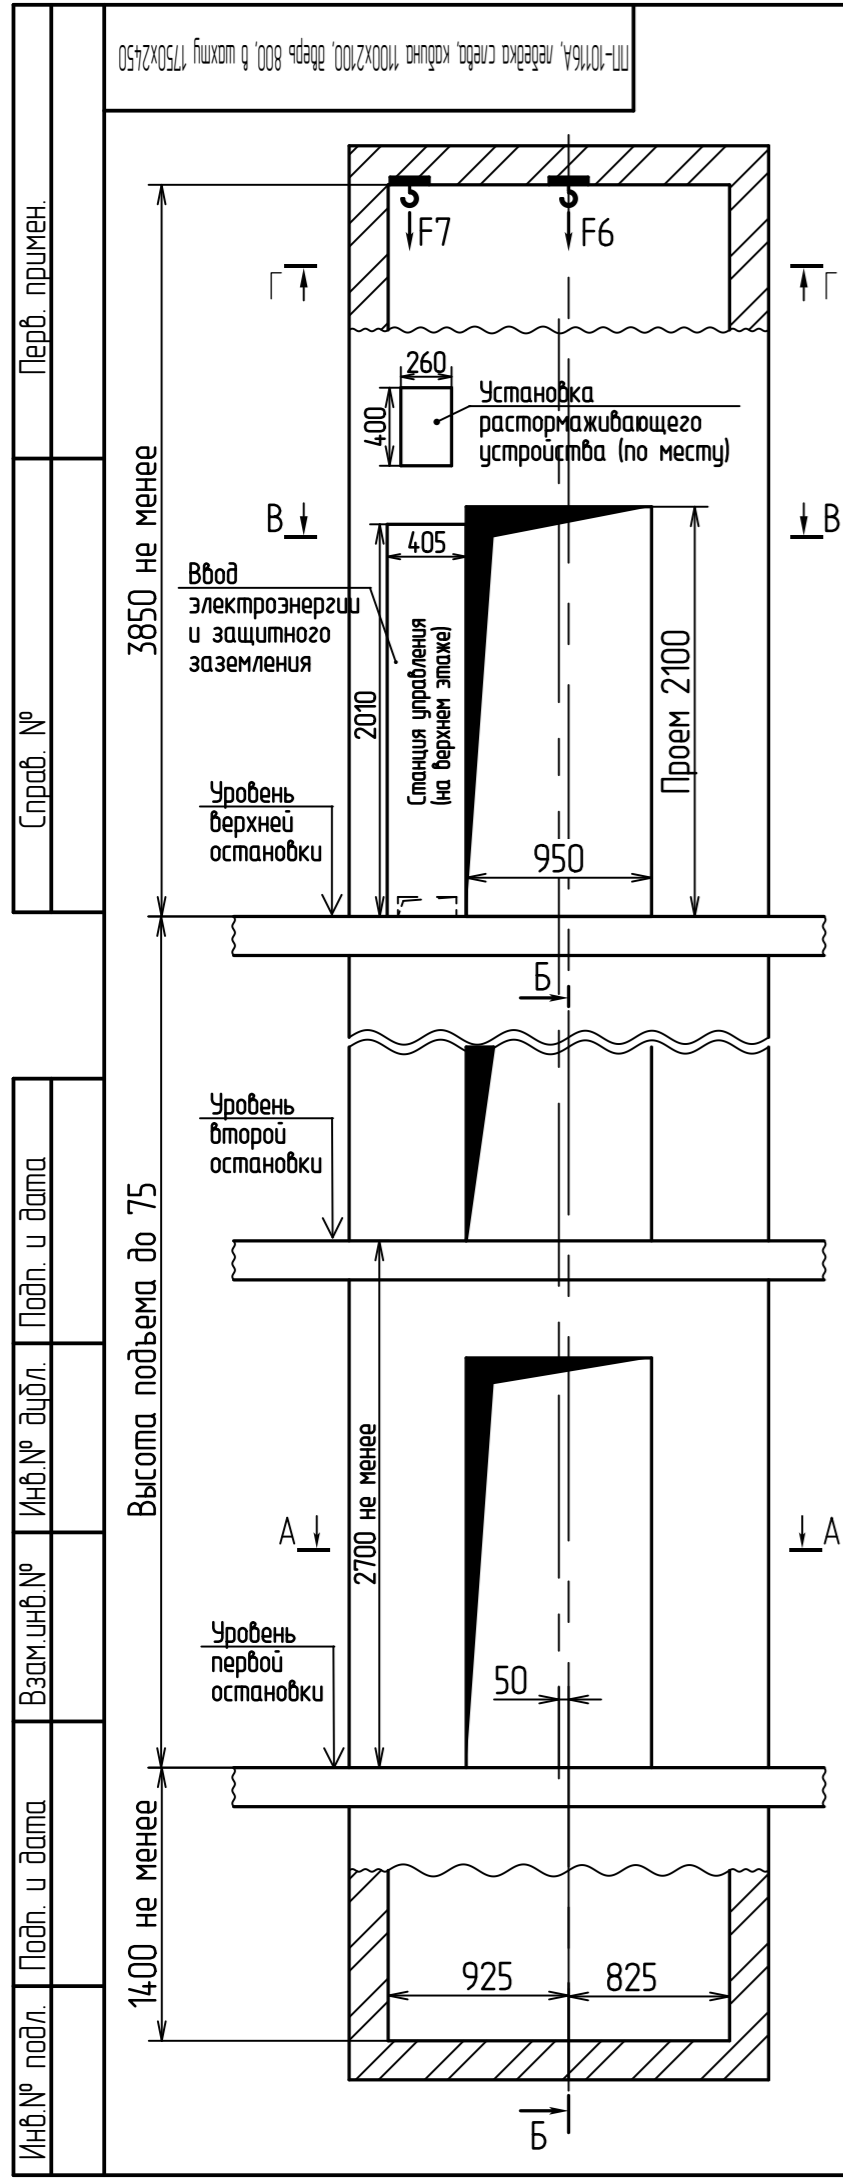 ПП-10116А, лебедка слева, кабина 1100х2100, дверь 800, в шахту 1750х2450
Перв. примен.
Справ. №
Подп. и дата
Инв.№ дубл.
Взам.инв.№
Подп. и дата
Инв.№ подл.
F7
F6
Г
Г
260
400
Установка
растормаживающего
устройства (по месту)
3850 не менее
В
В
405
Ввод
электроэнергии
и защитного
заземления
2010
Станция управления
(на верхнем этаже)
Проем 2100
Уровень
верхней
остановки
950
Б
Уровень
второй
остановки
Высота подъема до 75
2700 не менее
А
А
Уровень
первой
остановки
50
1400 не менее
925
825
Б